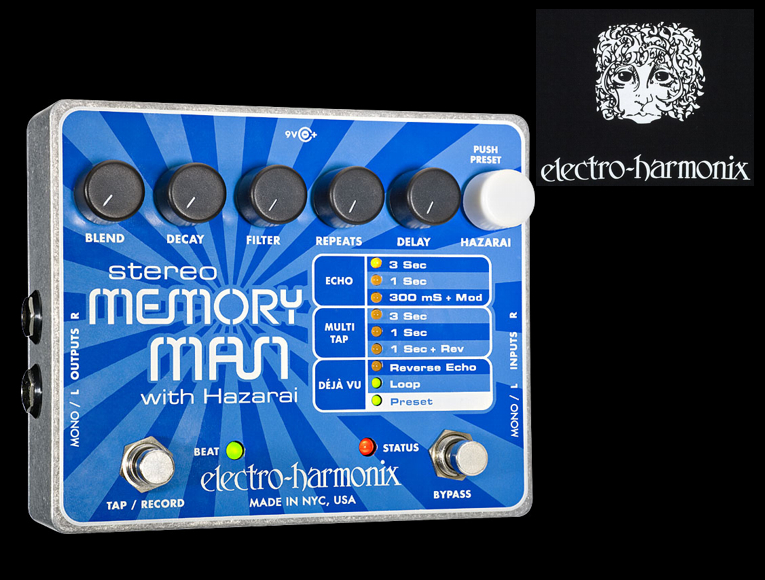 electro-harmonix
9V +
PUSH
PRESET
BLEND
DECAY
FILTER
REPEATS
DELAY
HAZARAI
stereo
MEMORY
MAN
with Hazarai
ECHO
3 Sec
1 Sec
300 mS + Mod
MULTI
TAP
3 Sec
1 Sec
1 Sec + Rev
DÉJÀ VU
Reverse Echo
Loop
Preset
MONO / L OUTPUTS R
MONO / L INPUTS R
BEAT
STATUS
electro-harmonix
MADE IN NYC, USA
TAP / RECORD
BYPASS